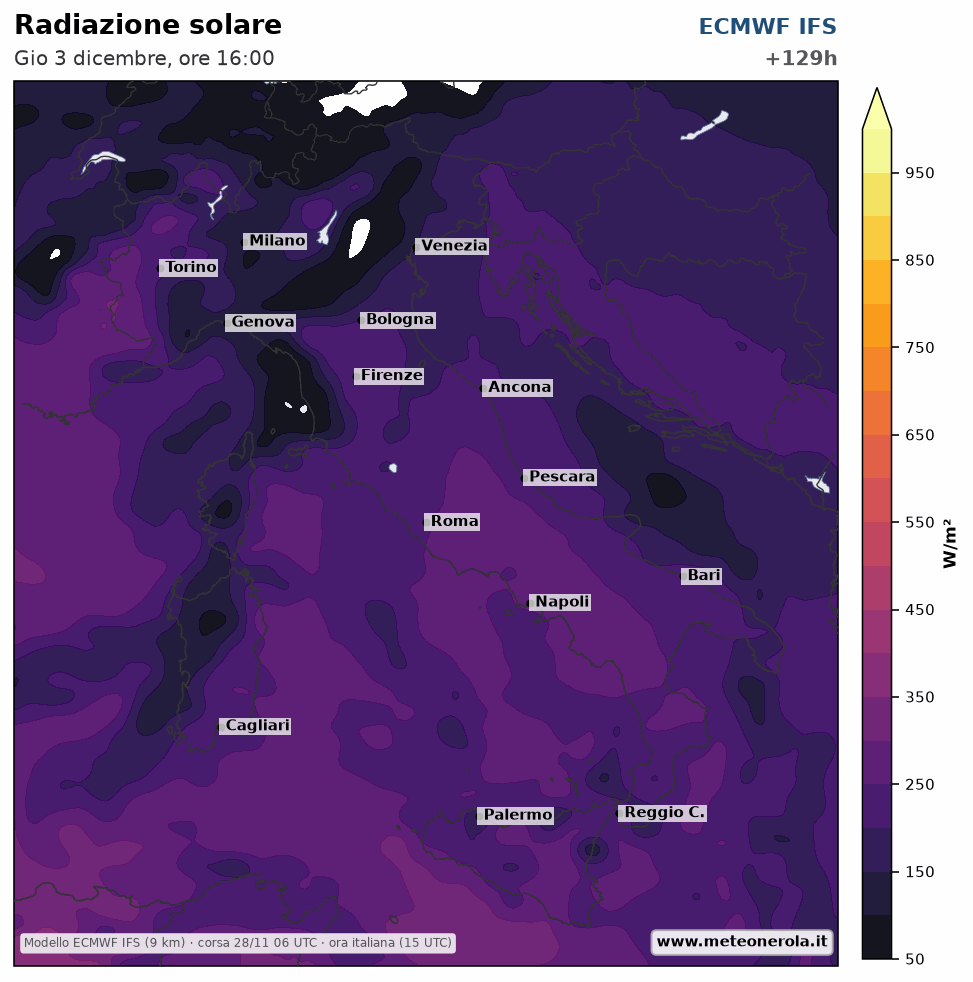 Radiazione solare
ECMWF IFS
Gio 3 dicembre, ore 16:00
+129h
Milano
Venezia
Torino
Genova
Bologna
Firenze
Ancona
Pescara
Roma
Bari
Napoli
Cagliari
Palermo
Reggio C.
950
850
750
650
550
450
350
250
150
50
W/m²
Modello ECMWF IFS (9 km) · corsa 28/11 06 UTC · ora italiana (15 UTC)
www.meteonerola.it